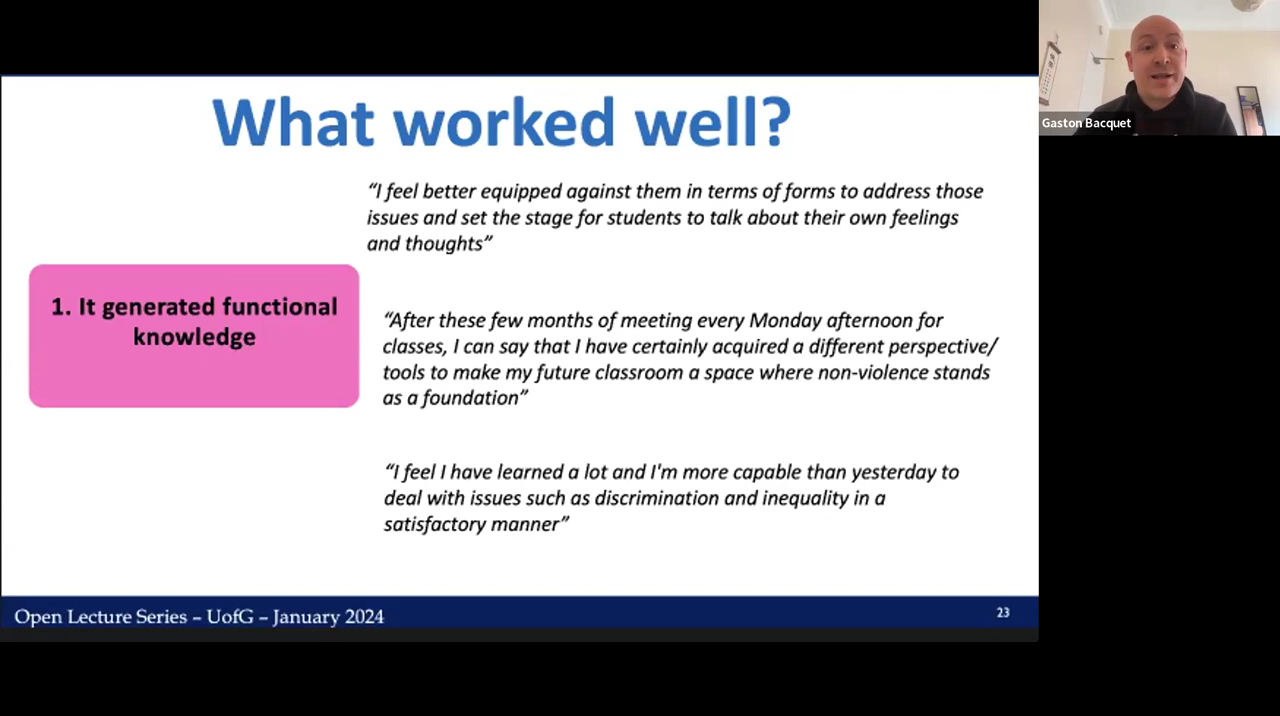 What worked well?
“I feel better equipped against them in terms of forms to address those
issues and set the stage for students to talk about their own feelings
and thoughts”
1. It generated functional
knowledge
“After these few months of meeting every Monday afternoon for
classes, I can say that I have certainly acquired a different perspective/
tools to make my future classroom a space where non-violence stands
as a foundation”
“I feel I have learned a lot and I'm more capable than yesterday to
deal with issues such as discrimination and inequality in a
satisfactory manner”
Open Lecture Series – UofG – January 2024
23
Gaston Bacquet